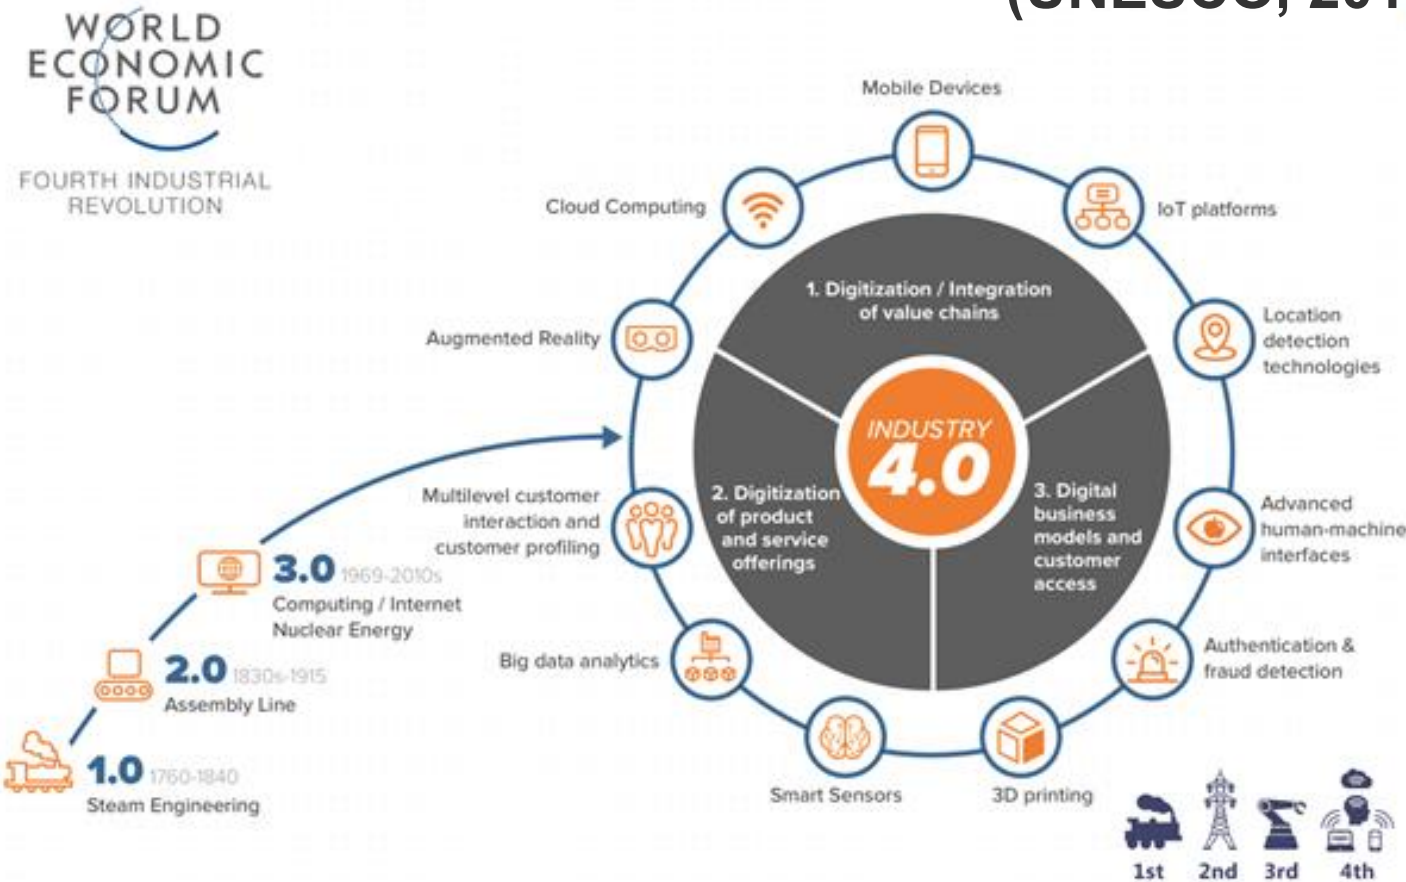 (UNESCO, 201
WORLD
ECONOMIC
FORUM
FOURTH INDUSTRIAL
REVOLUTION
Mobile Devices
Cloud Computing
IoT platforms
Augmented Reality
Location
detection
technologies
1. Digitization / Integration
of value chains
INDUSTRY
4.0
2. Digitization
of product
and service
offerings
3. Digital
business
models and
customer
access
Multilevel customer
interaction and
customer profiling
Advanced
human-machine
interfaces
Big data analytics
Authentication &
fraud detection
Smart Sensors
3D printing
3.0 1969-2010s
Computing / Internet
Nuclear Energy
2.0 1830s-1915
Assembly Line
1.0 1760-1840
Steam Engineering
1st 2nd 3rd 4th